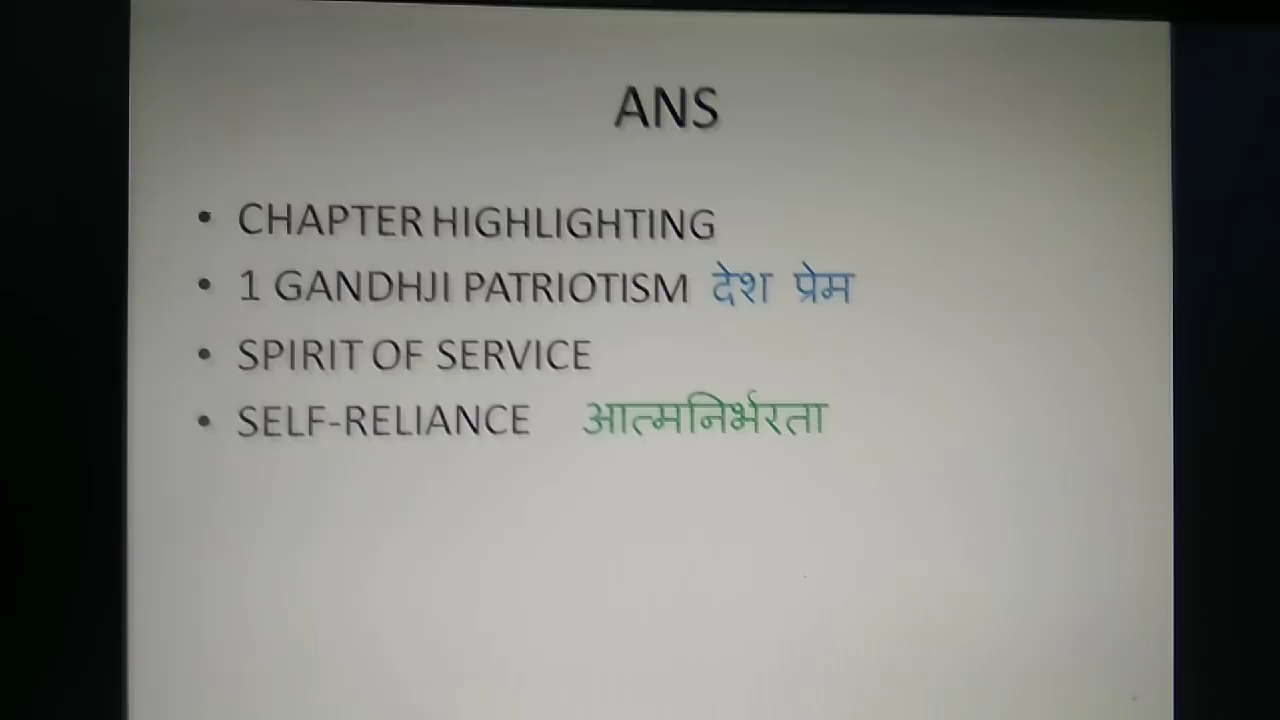 ANS
• CHAPTER HIGHLIGHTING
• 1 GANDHJI PATRIOTISM देश प्रेम
• SPIRIT OF SERVICE
• SELF-RELIANCE आत्मनिर्भरता